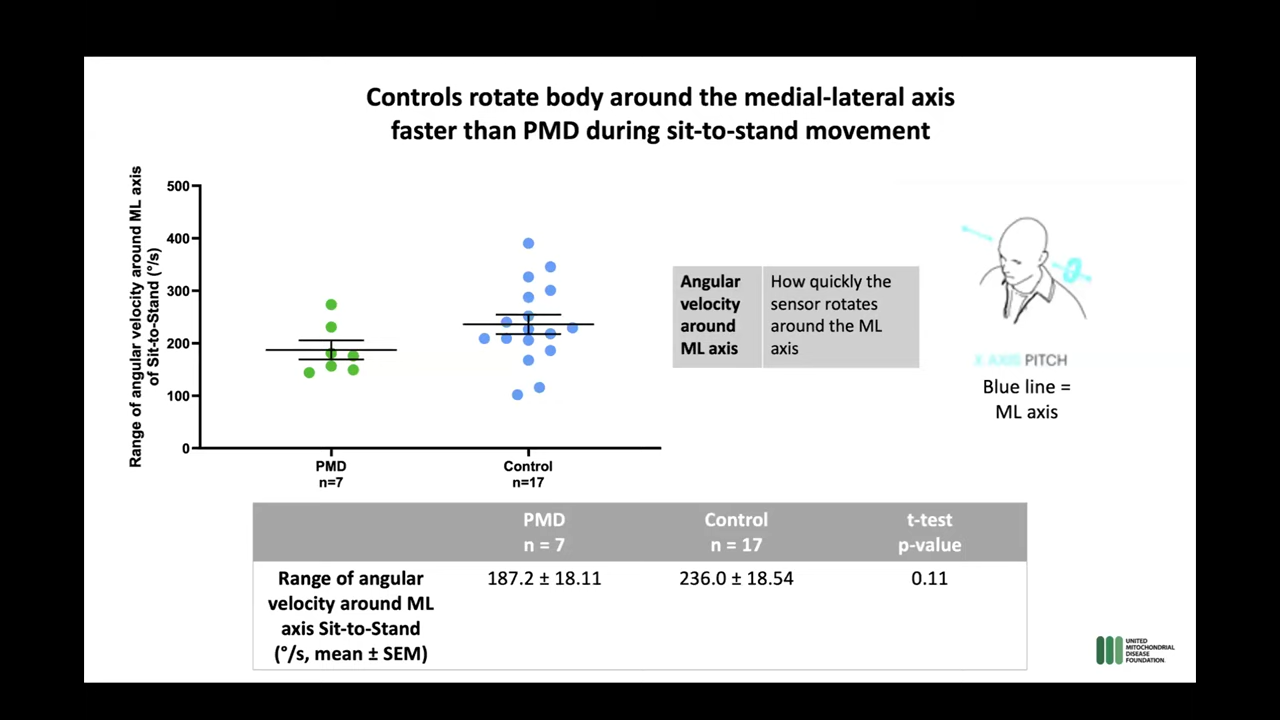 Controls rotate body around the medial-lateral axis
faster than PMD during sit-to-stand movement
Range of angular velocity around ML axis
of Sit-to-Stand (°/s)
500
400
300
200
100
0
PMD
n=7
Control
n=17
Angular
velocity
around
ML axis
How quickly the
sensor rotates
around the ML
axis
X AXIS PITCH
Blue line =
ML axis
PMD
n = 7
Control
n = 17
t-test
p-value
Range of angular
velocity around ML
axis Sit-to-Stand
(°/s, mean ± SEM)
187.2 ± 18.11
236.0 ± 18.54
0.11
UNITED
MITOCHONDRIAL
DISEASE
FOUNDATION.